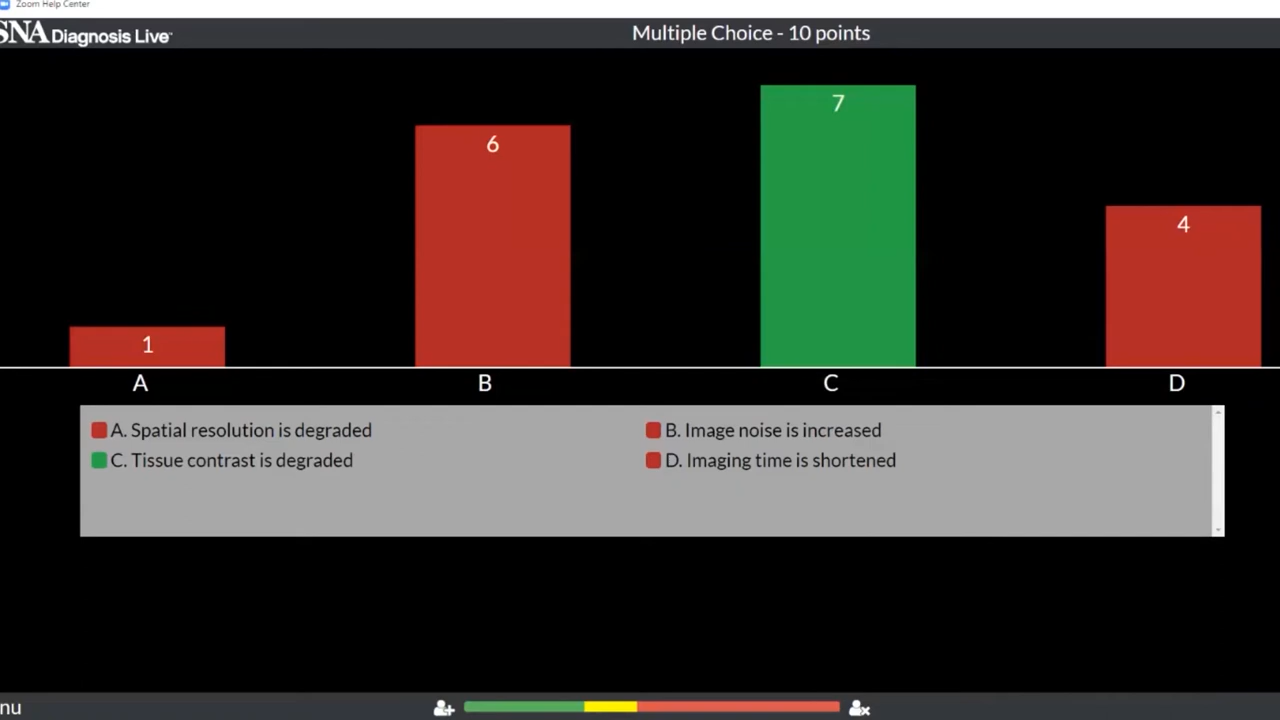 Zoom Help Center
SNA Diagnosis Live™
Multiple Choice - 10 points
7
6
4
1
A
B
C
D
A. Spatial resolution is degraded
B. Image noise is increased
C. Tissue contrast is degraded
D. Imaging time is shortened
nu